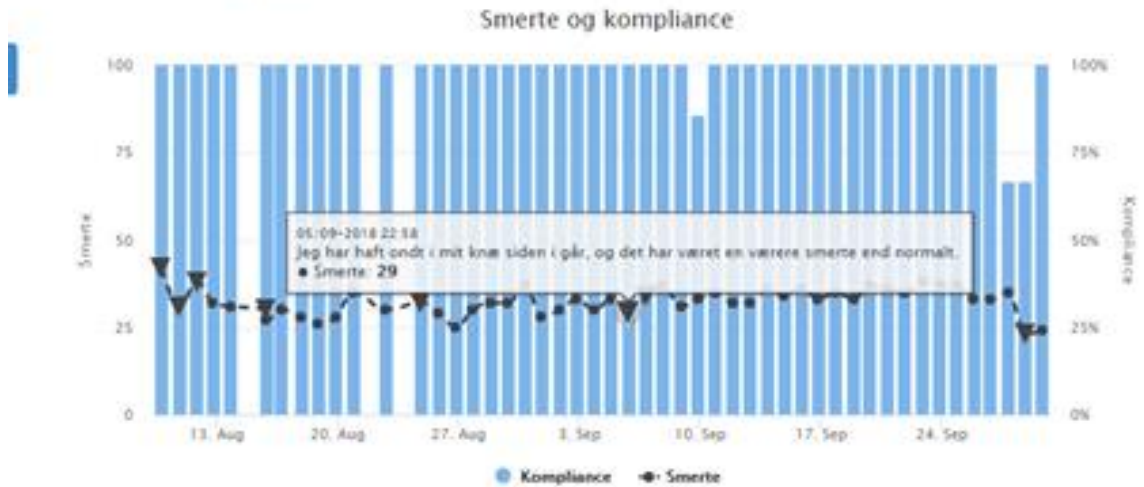 Smerte og kompliance
100
75
50
25
0
Smerte
100%
75%
50%
25%
0%
Kompliance
05/09-2018 22:58
Jeg har haft ondt i mit knæ siden i går, og det har været en værere smerte end normalt.
● Smerte: 29
13. Aug
20. Aug
27. Aug
3. Sep
10. Sep
17. Sep
24. Sep
Kompliance
Smerte